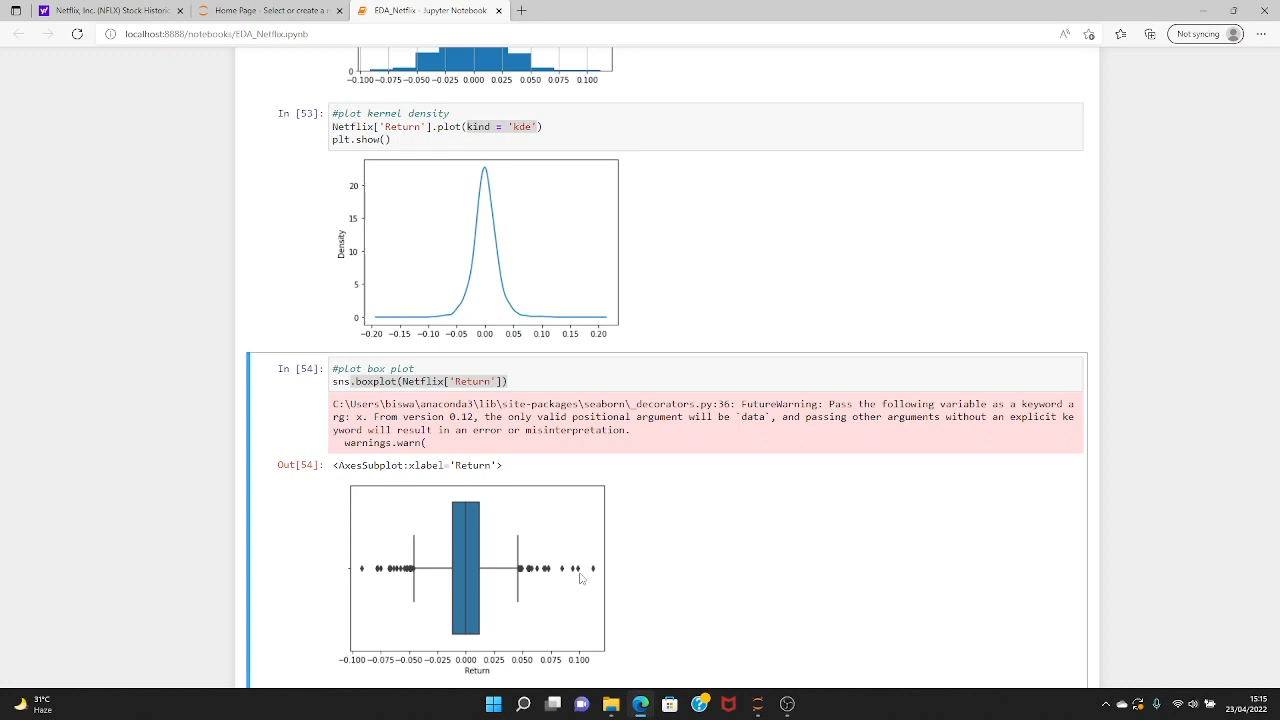 Netflix, Inc. (NFLX) Stock Historic
Home Page - Select or create a n
EDA_Netflix - Jupyter Notebook
localhost:8888/notebooks/EDA_Netflix.ipynb
Not syncing
0
−0.100 −0.075 −0.050 −0.025 0.000 0.025 0.050 0.075 0.100
In [53]: #plot kernel density
Netflix['Return'].plot(kind = 'kde')
plt.show()
20
15
10
5
0
Density
−0.20 −0.15 −0.10 −0.05 0.00 0.05 0.10 0.15 0.20
In [54]: #plot box plot
sns.boxplot(Netflix['Return'])
C:\Users\biswa\anaconda3\lib\site-packages\seaborn\_decorators.py:36: FutureWarning: Pass the following variable as a keyword a
rg: x. From version 0.12, the only valid positional argument will be `data`, and passing other arguments without an explicit ke
yword will result in an error or misinterpretation.
warnings.warn(
Out[54]: <AxesSubplot:xlabel='Return'>
−0.100 −0.075 −0.050 −0.025 0.000 0.025 0.050 0.075 0.100
Return
31°C
Haze
15:15
23/04/2022